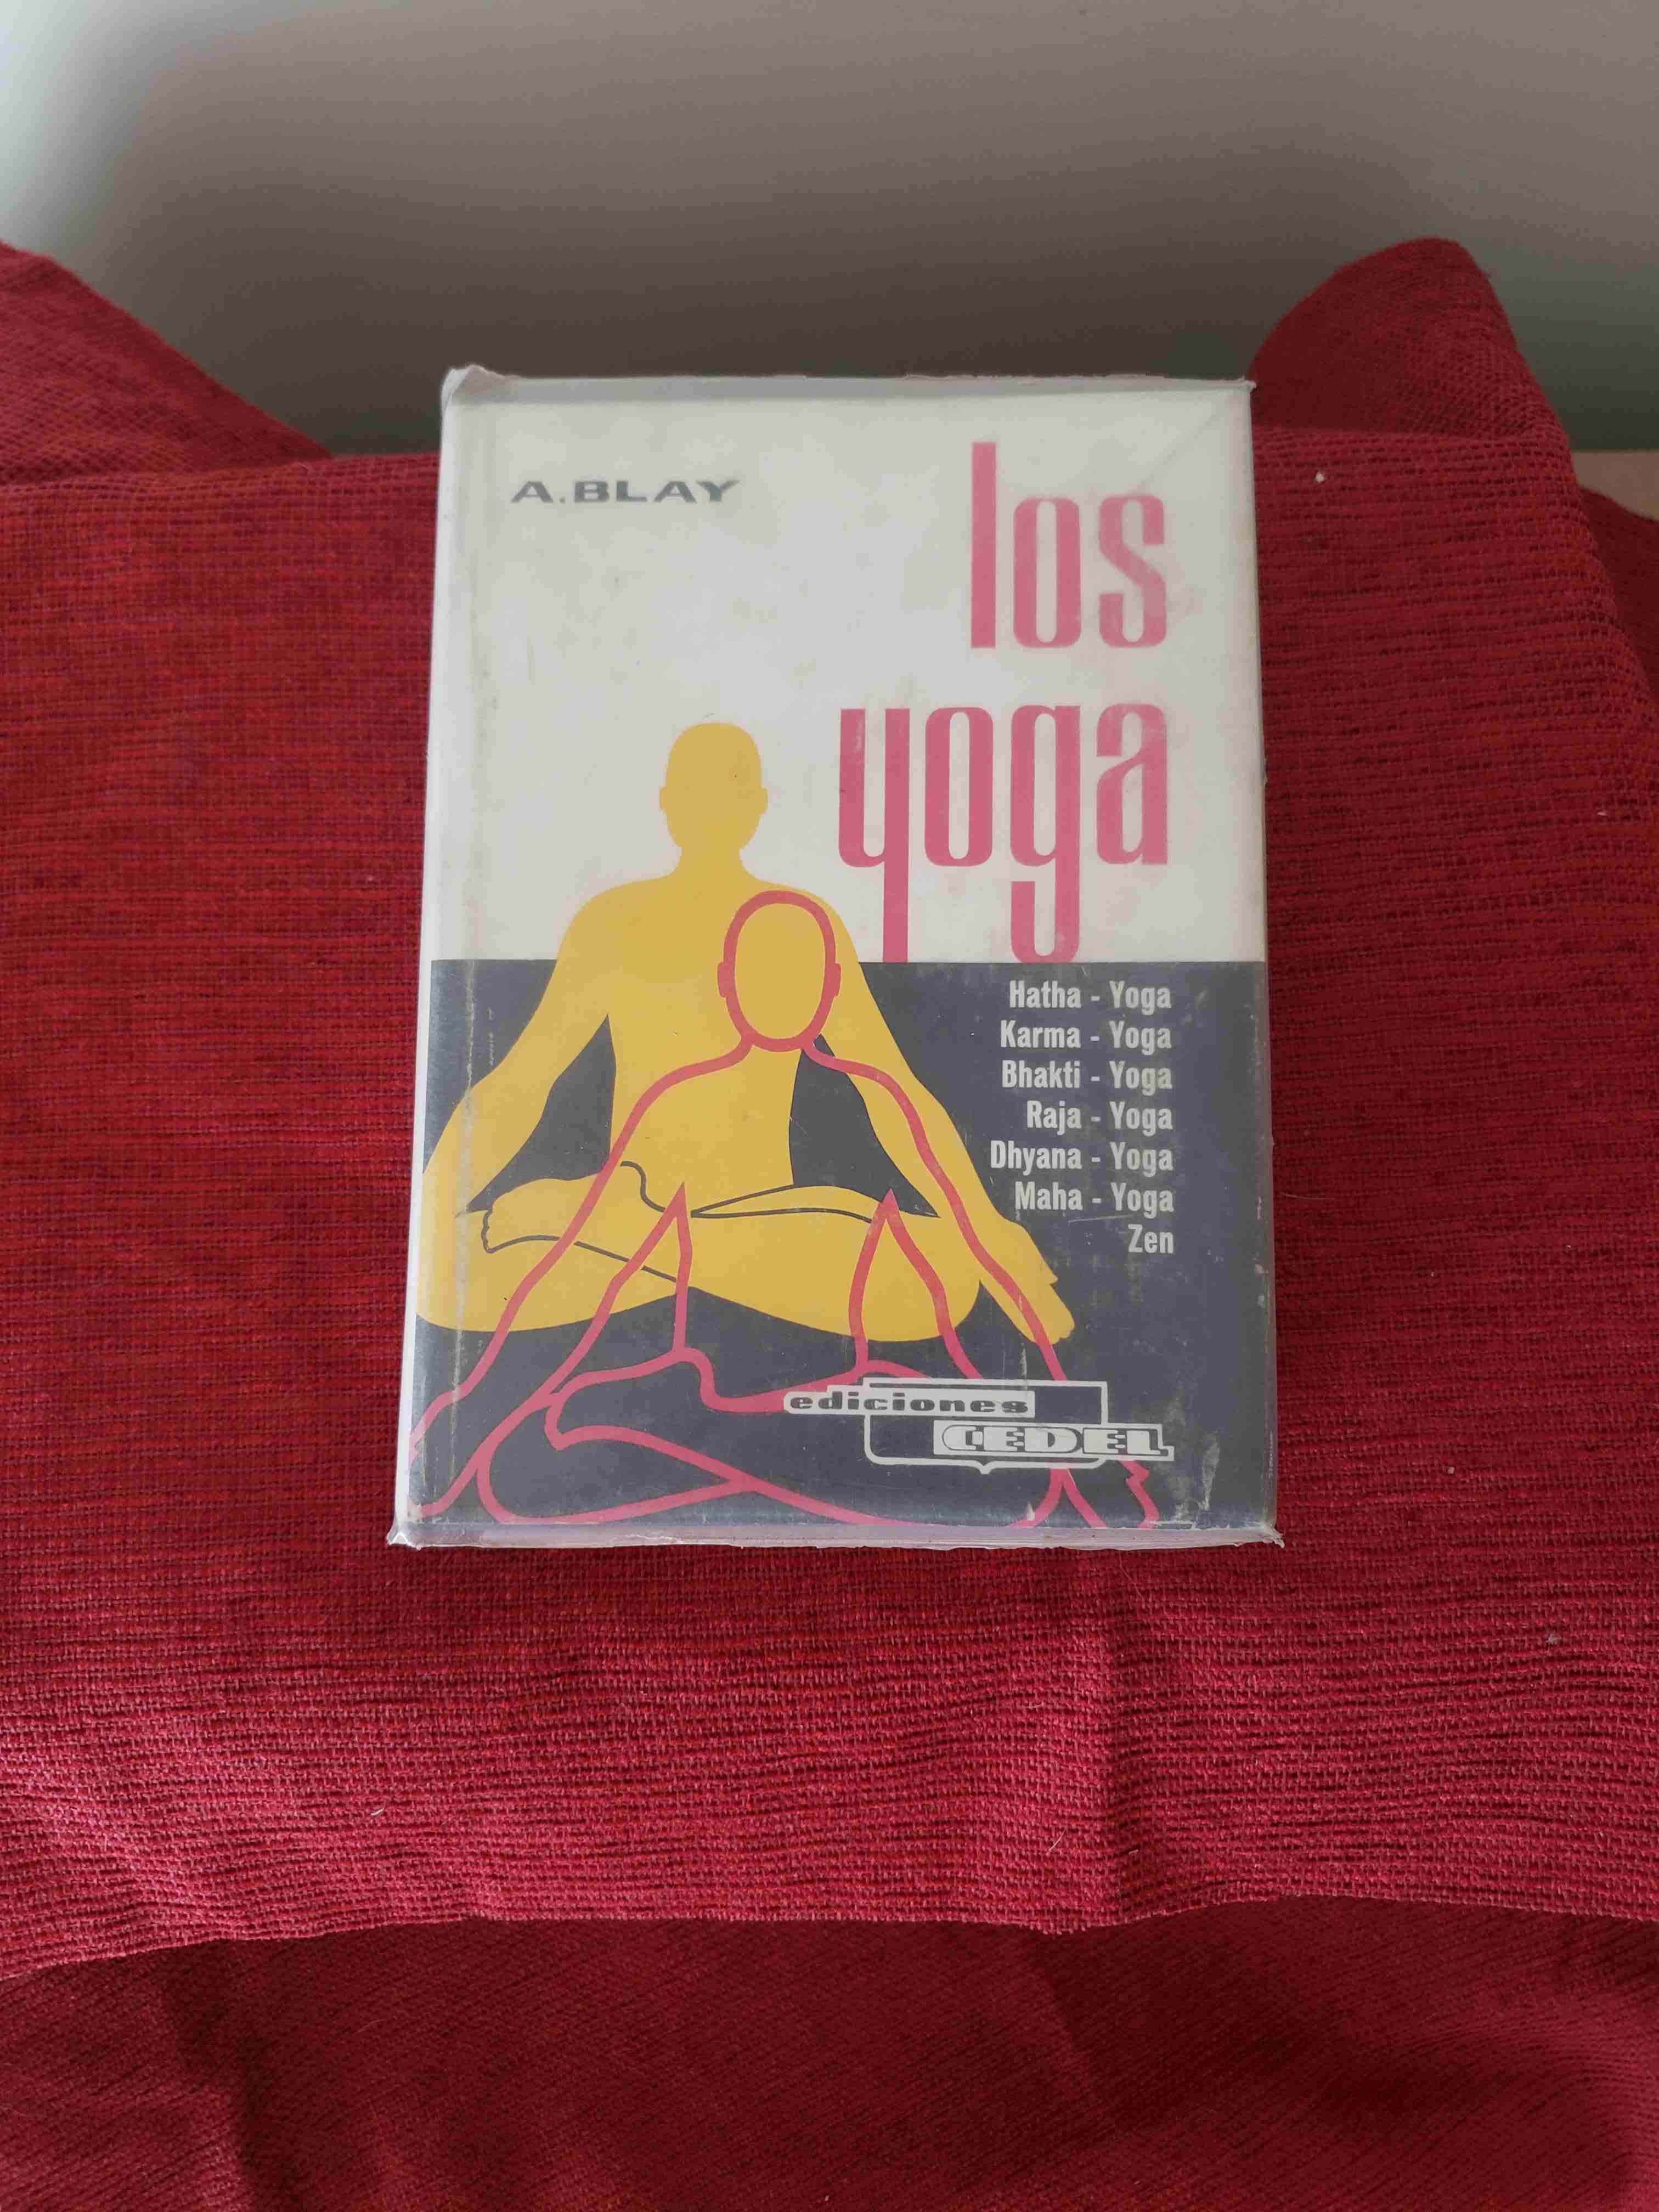 A.BLAY
los
yoga
Hatha - Yoga
Karma - Yoga
Bhakti - Yoga
Raja - Yoga
Dhyana - Yoga
Maha - Yoga
Zen
ediciones
CEDEL